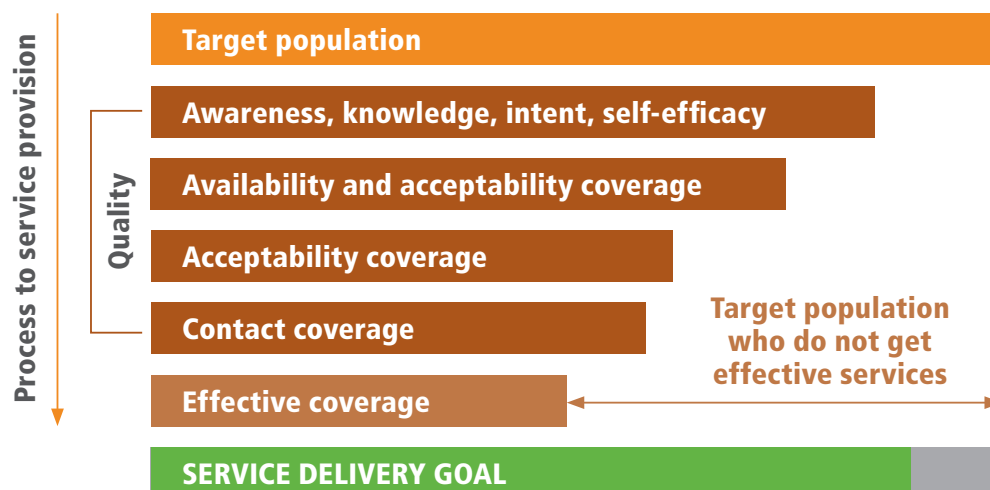 Process to service provision
Quality
Target population
Awareness, knowledge, intent, self-efficacy
Availability and acceptability coverage
Acceptability coverage
Contact coverage
Effective coverage
Target population
who do not get
effective services
SERVICE DELIVERY GOAL